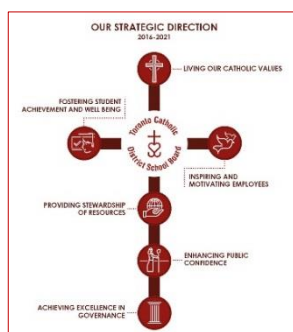 OUR STRATEGIC DIRECTION
2016-2021
LIVING OUR CATHOLIC VALUES
FOSTERING STUDENT
ACHIEVEMENT AND WELL BEING
Toronto Catholic
District School Board
INSPIRING AND
MOTIVATING EMPLOYEES
PROVIDING STEWARDSHIP
OF RESOURCES
ENHANCING PUBLIC
CONFIDENCE
ACHIEVING EXCELLENCE IN
GOVERNANCE